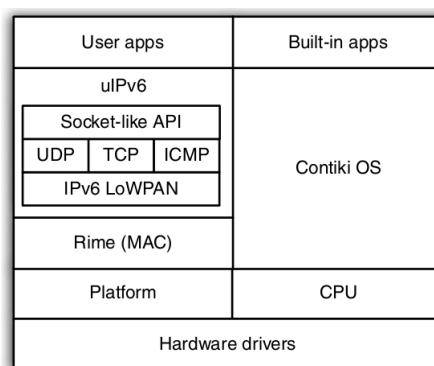 User apps
Built-in apps
uIPv6
Socket-like API
UDP
TCP
ICMP
IPv6 LoWPAN
Contiki OS
Rime (MAC)
Platform
CPU
Hardware drivers